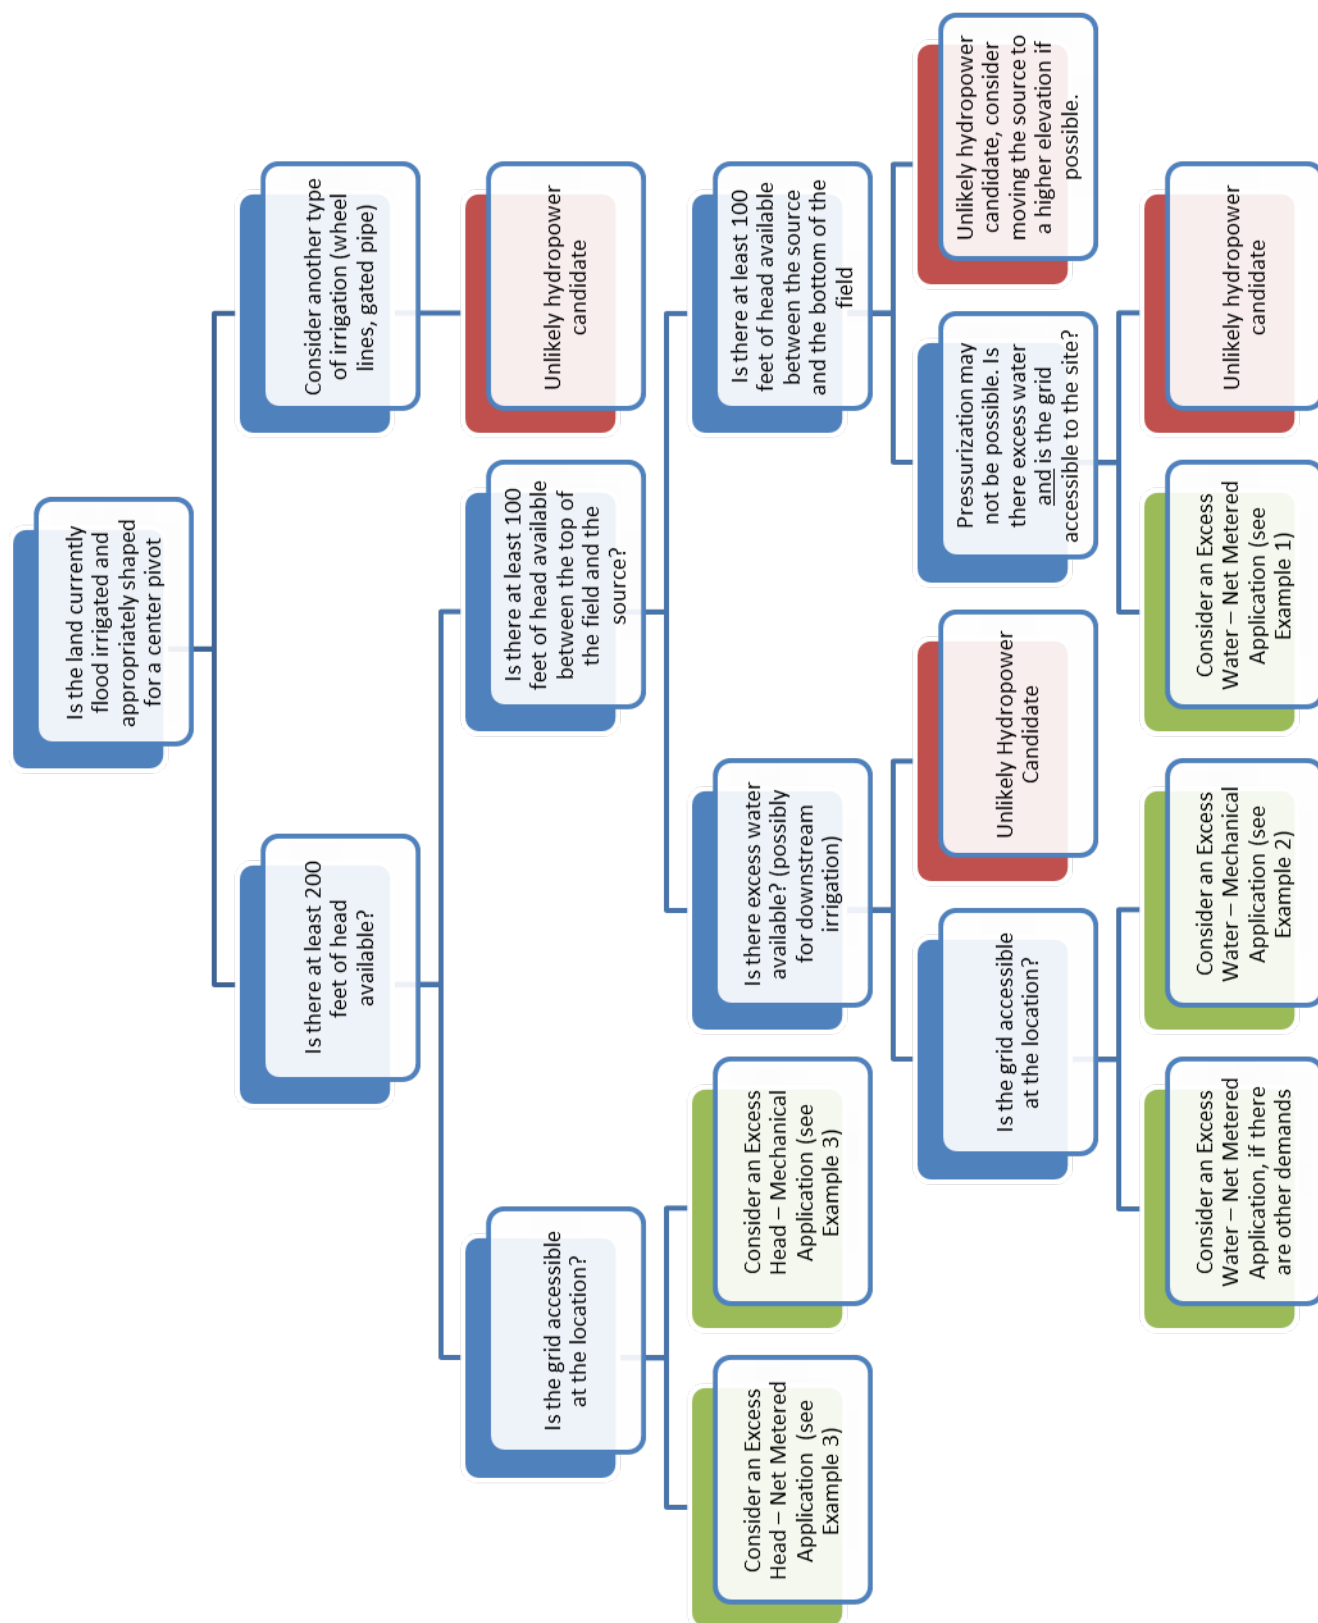 Is the land currently
flood irrigated and
appropriately shaped
for a center pivot
Is there at least 200
feet of head
available?
Consider another type
of irrigation (wheel
lines, gated pipe)
Is the grid accessible
at the location?
Is there at least 100
feet of head available
between the top of
the field and the
source?
Unlikely hydropower
candidate
Consider an Excess
Head – Net Metered
Application (see
Example 3)
Consider an Excess
Head – Mechanical
Application (see
Example 3)
Is there excess water
available? (possibly
for downstream
irrigation)
Is there at least 100
feet of head available
between the source
and the bottom of the
field
Is the grid accessible
at the location?
Unlikely Hydropower
Candidate
Pressurization may
not be possible. Is
there excess water
and is the grid
accessible to the site?
Unlikely hydropower
candidate, consider
moving the source to
a higher elevation if
possible.
Consider an Excess
Water – Net Metered
Application, if there
are other demands
Consider an Excess
Water – Mechanical
Application (see
Example 2)
Consider an Excess
Water – Net Metered
Application (see
Example 1)
Unlikely hydropower
candidate